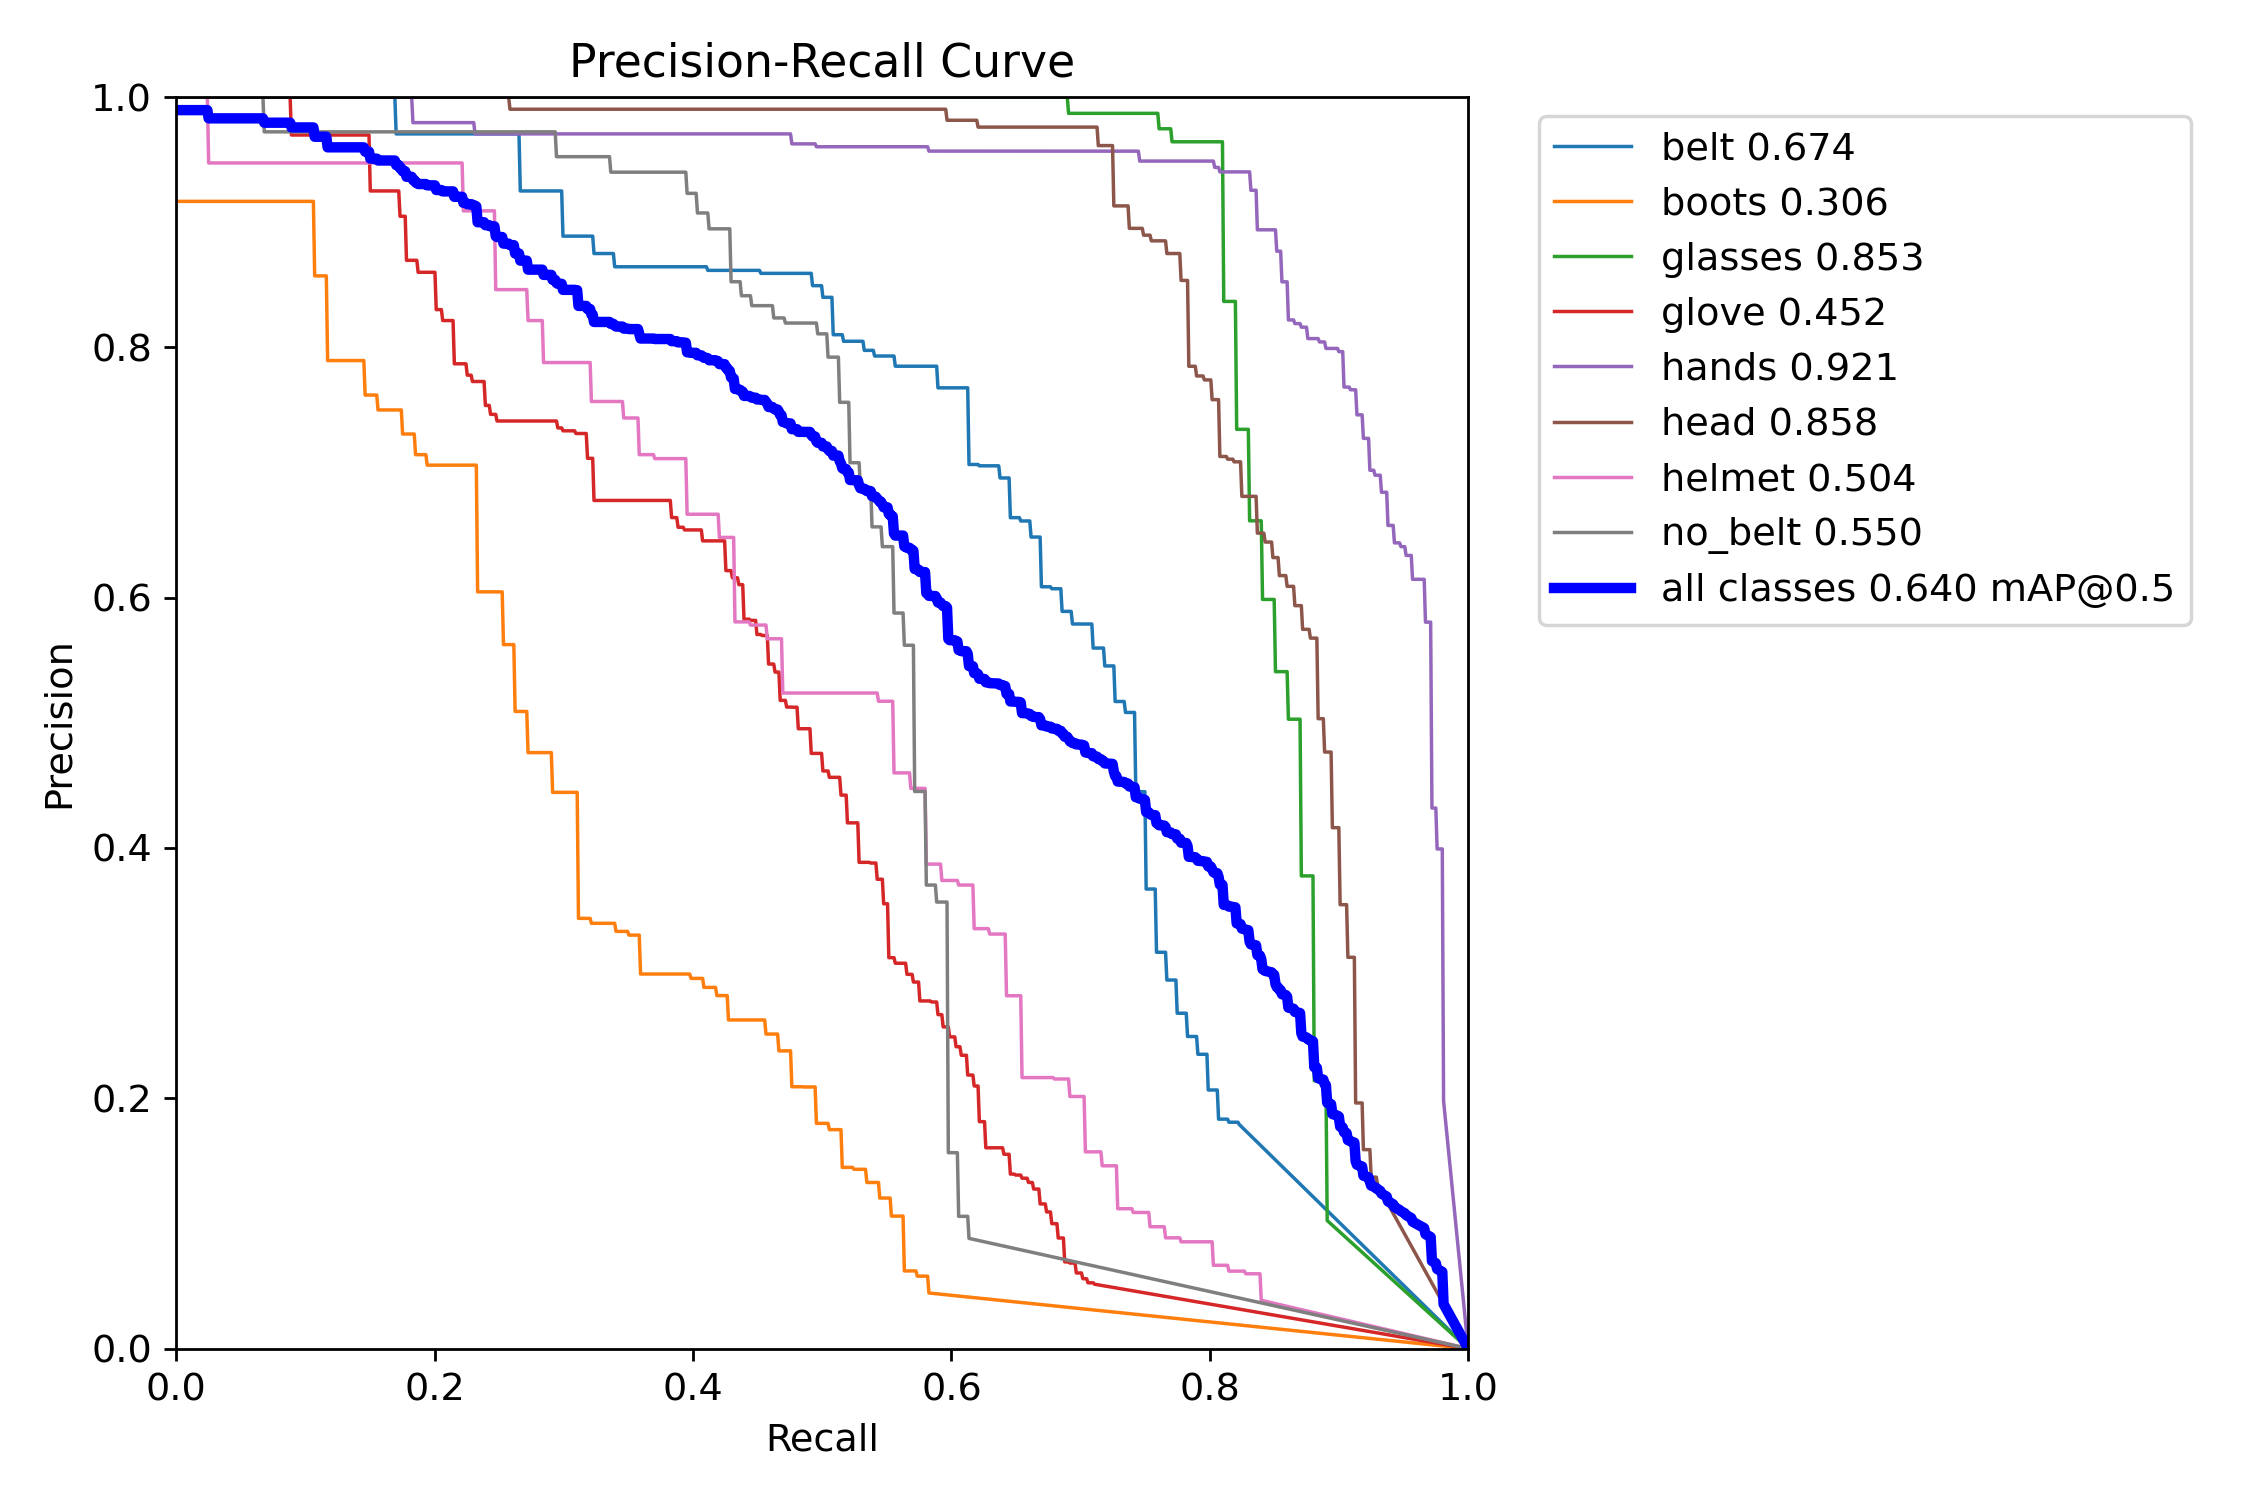 Precision-Recall Curve
1.0
0.8
0.6
0.4
0.2
0.0
Precision
0.0 0.2 0.4 0.6 0.8 1.0
Recall
belt 0.674
boots 0.306
glasses 0.853
glove 0.452
hands 0.921
head 0.858
helmet 0.504
no_belt 0.550
all classes 0.640 mAP@0.5